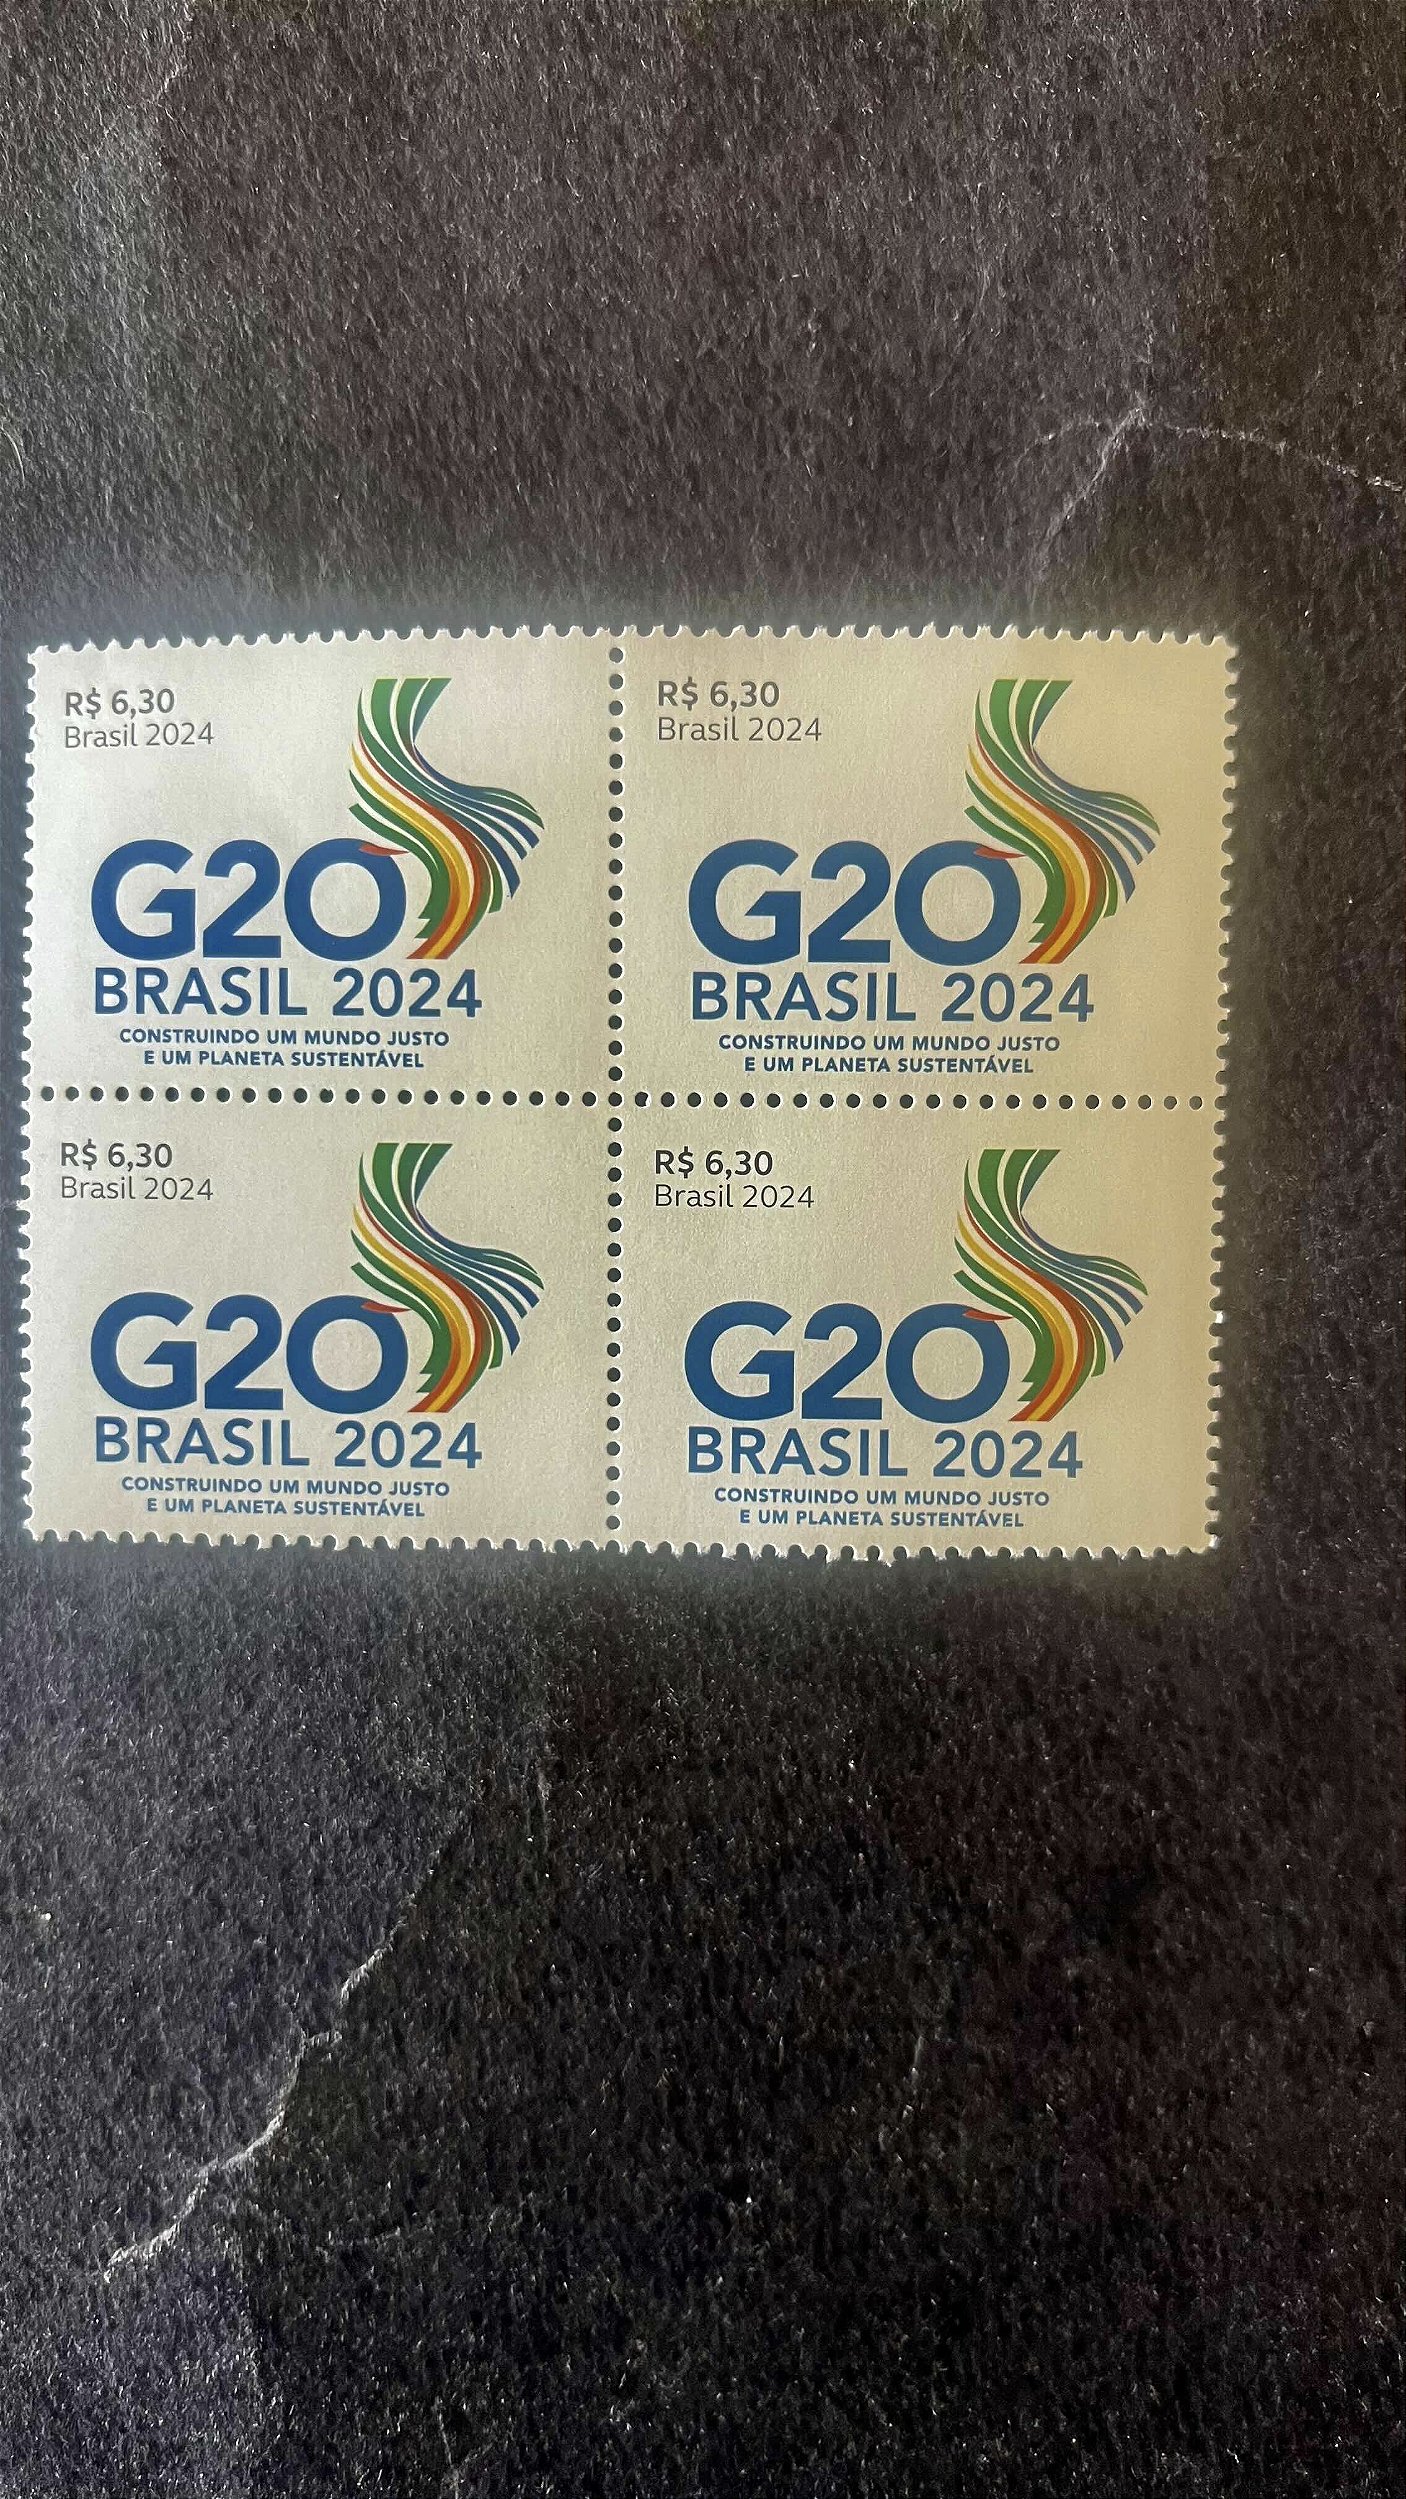 R$ 6,30
Brasil 2024
G20
BRASIL 2024
CONSTRUINDO UM MUNDO JUSTO
E UM PLANETA SUSTENTÁVEL
R$ 6,30
Brasil 2024
G20
BRASIL 2024
CONSTRUINDO UM MUNDO JUSTO
E UM PLANETA SUSTENTÁVEL
R$ 6,30
Brasil 2024
G20
BRASIL 2024
CONSTRUINDO UM MUNDO JUSTO
E UM PLANETA SUSTENTÁVEL
R$ 6,30
Brasil 2024
G20
BRASIL 2024
CONSTRUINDO UM MUNDO JUSTO
E UM PLANETA SUSTENTÁVEL